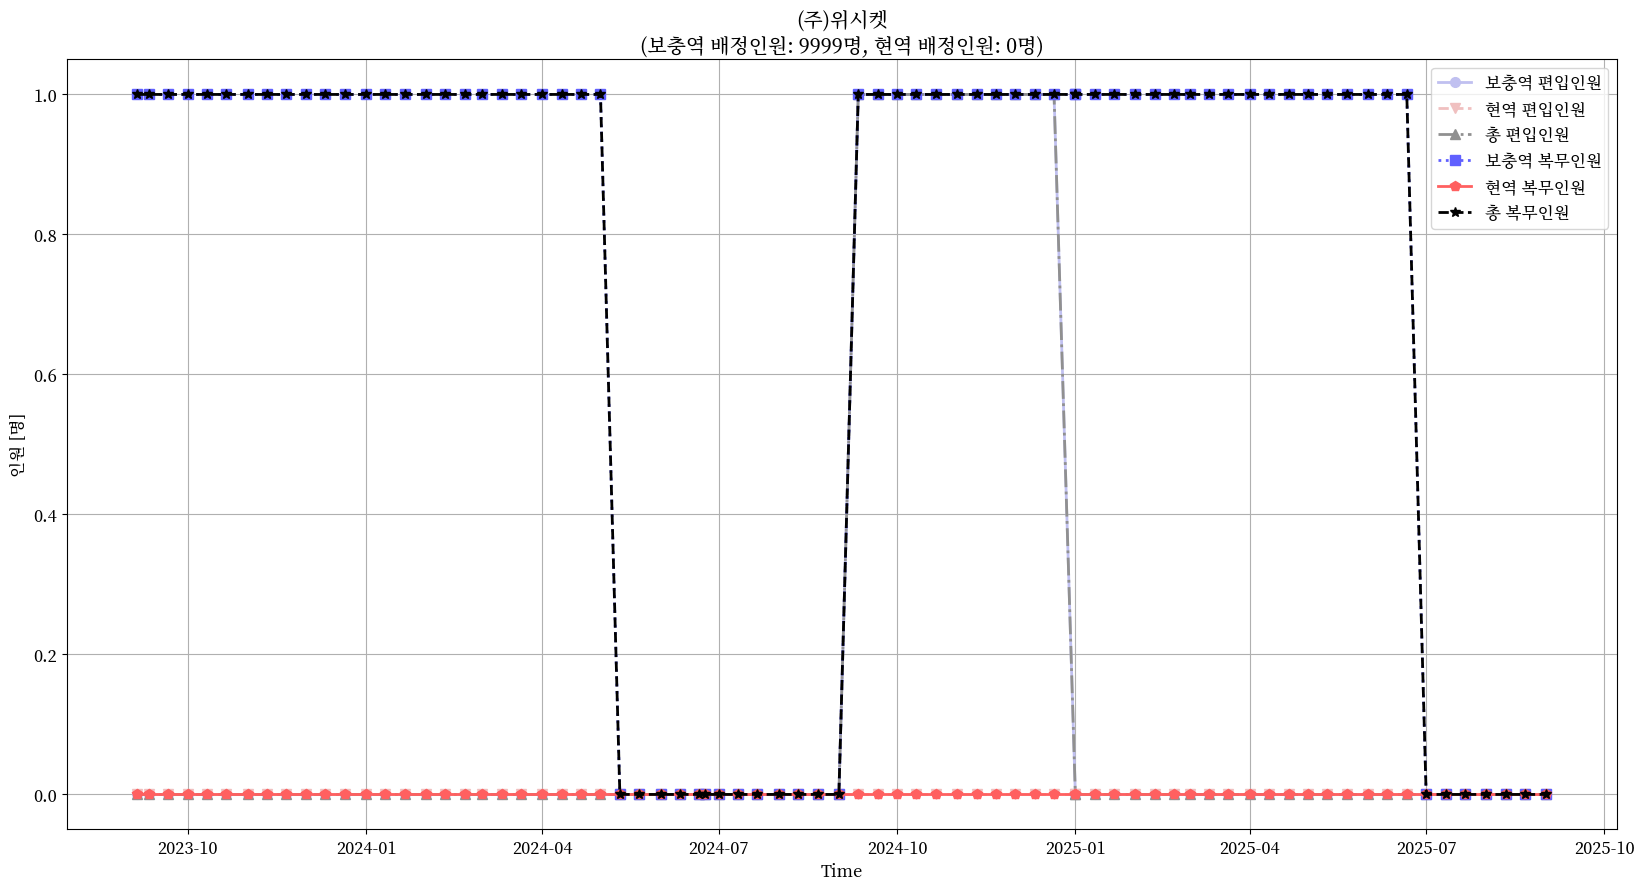 (주)위시켓
(보충역 배정인원: 9999명, 현역 배정인원: 0명)
보충역 편입인원
현역 편입인원
총 편입인원
보충역 복무인원
현역 복무인원
총 복무인원
인원 [명]
1.0
0.8
0.6
0.4
0.2
0.0
2023-10 2024-01 2024-04 2024-07 2024-10 2025-01 2025-04 2025-07 2025-10
Time